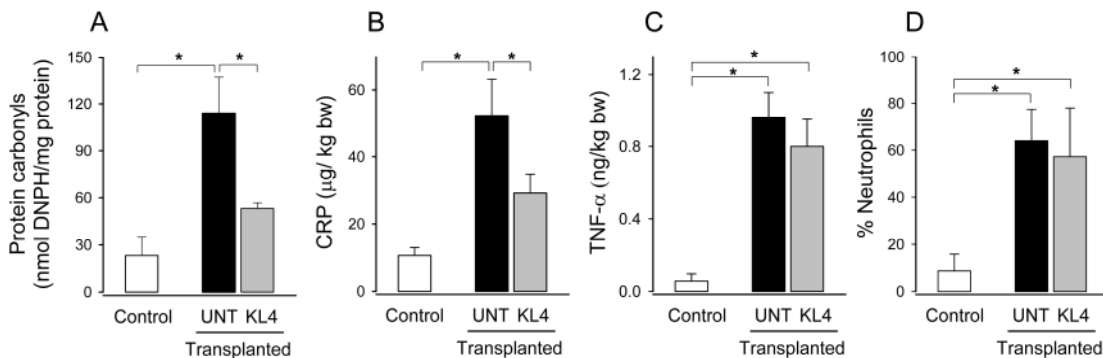 A
Protein carbonyls
(nmol DNPH/mg protein)
150
120
90
60
30
0
* *
Control UNT KL4
Transplanted
B
CRP (μg/ kg bw)
60
40
20
0
* *
Control UNT KL4
Transplanted
C
TNF-α (ng/kg bw)
1.2
0.8
0.4
0.0
*
*
Control UNT KL4
Transplanted
D
% Neutrophils
100
80
60
40
20
0
*
*
Control UNT KL4
Transplanted